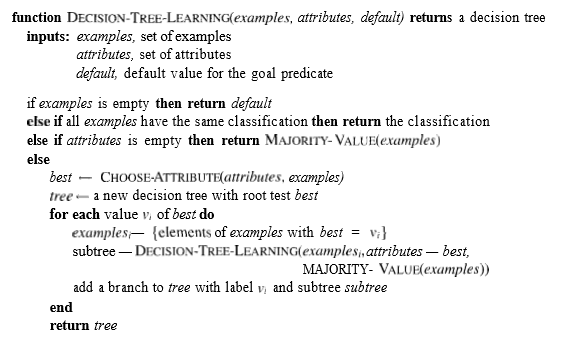 function DECISION-TREE-LEARNING(examples, attributes, default) returns a decision tree
inputs: examples, set of examples
attributes, set of attributes
default, default value for the goal predicate
if examples is empty then return default
else if all examples have the same classification then return the classification
else if attributes is empty then return MAJORITY-VALUE(examples)
else
best — CHOOSE-ATTRIBUTE(attributes, examples)
tree ← a new decision tree with root test best
for each value vᵢ of best do
examplesᵢ— {elements of examples with best = vᵢ}
subtree — DECISION-TREE-LEARNING(examplesᵢ, attributes — best,
MAJORITY- VALUE(examples))
add a branch to tree with label vᵢ and subtree subtree
end
return tree